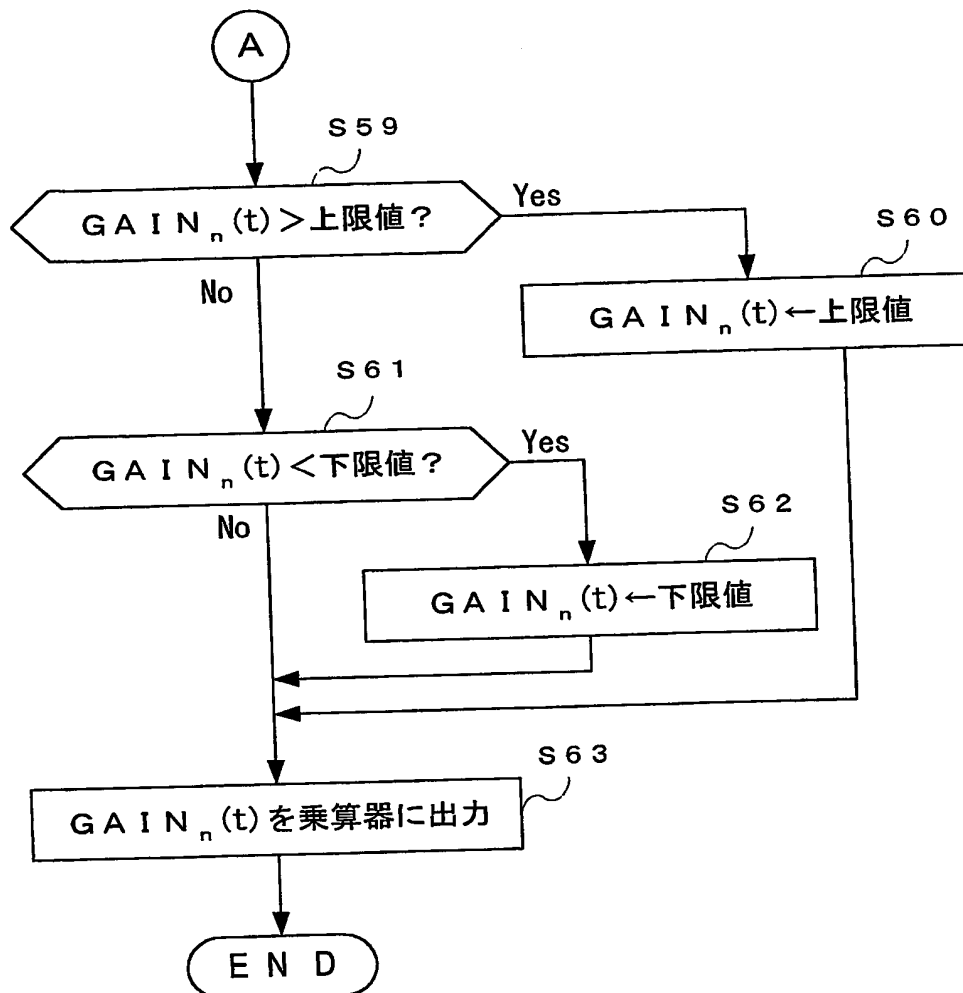 A
S59
GAINn(t)>上限値?
Yes
S60
No
GAINn(t)←上限値
S61
GAINn(t)<下限値?
Yes
S62
No
GAINn(t)←下限値
S63
GAINn(t)を乗算器に出力
END